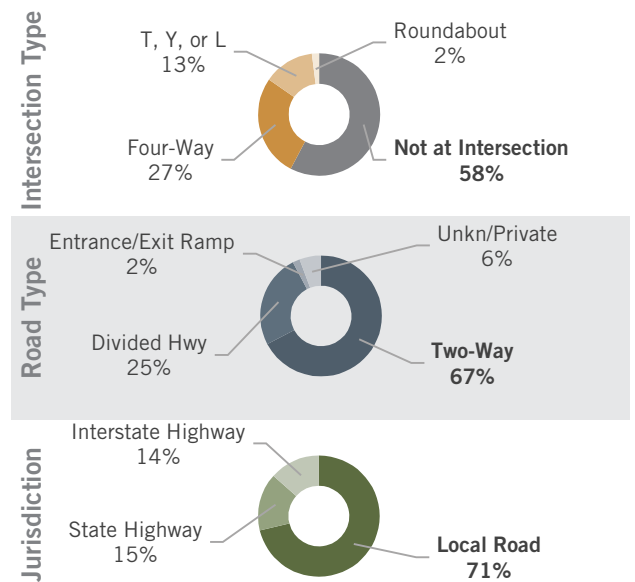 Intersection Type
T, Y, or L
13%
Roundabout
2%
Four-Way
27%
Not at Intersection
58%
Road Type
Entrance/Exit Ramp
2%
Unkn/Private
6%
Divided Hwy
25%
Two-Way
67%
Jurisdiction
Interstate Highway
14%
State Highway
15%
Local Road
71%